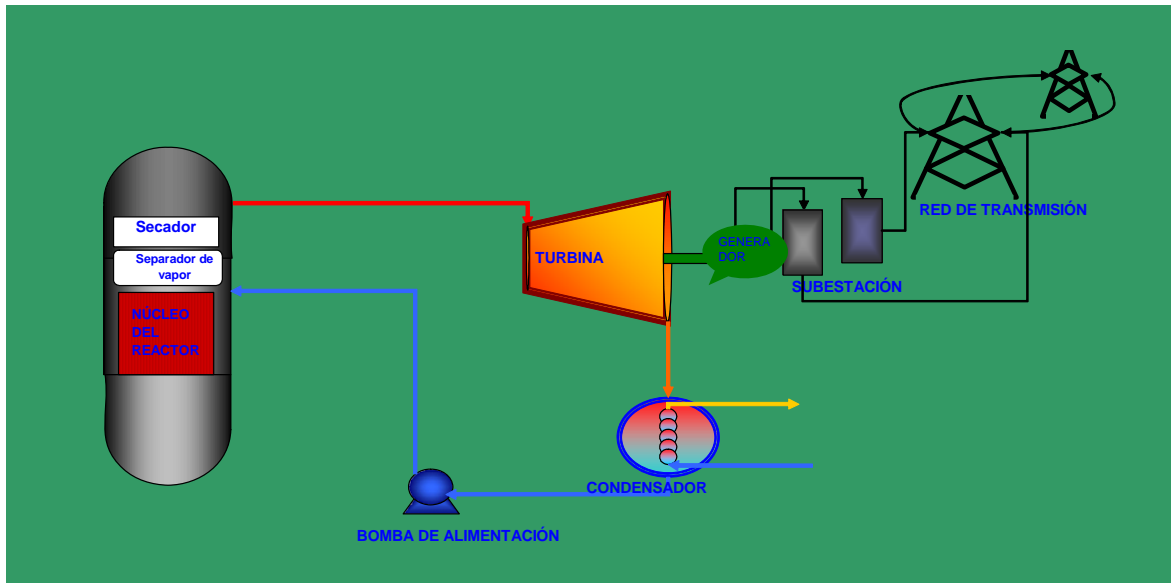 Secador
Separador de
vapor
NÚCLEO
DEL
REACTOR
TURBINA
GENERA
DOR
SUBESTACIÓN
RED DE TRANSMISIÓN
CONDENSADOR
BOMBA DE ALIMENTACIÓN